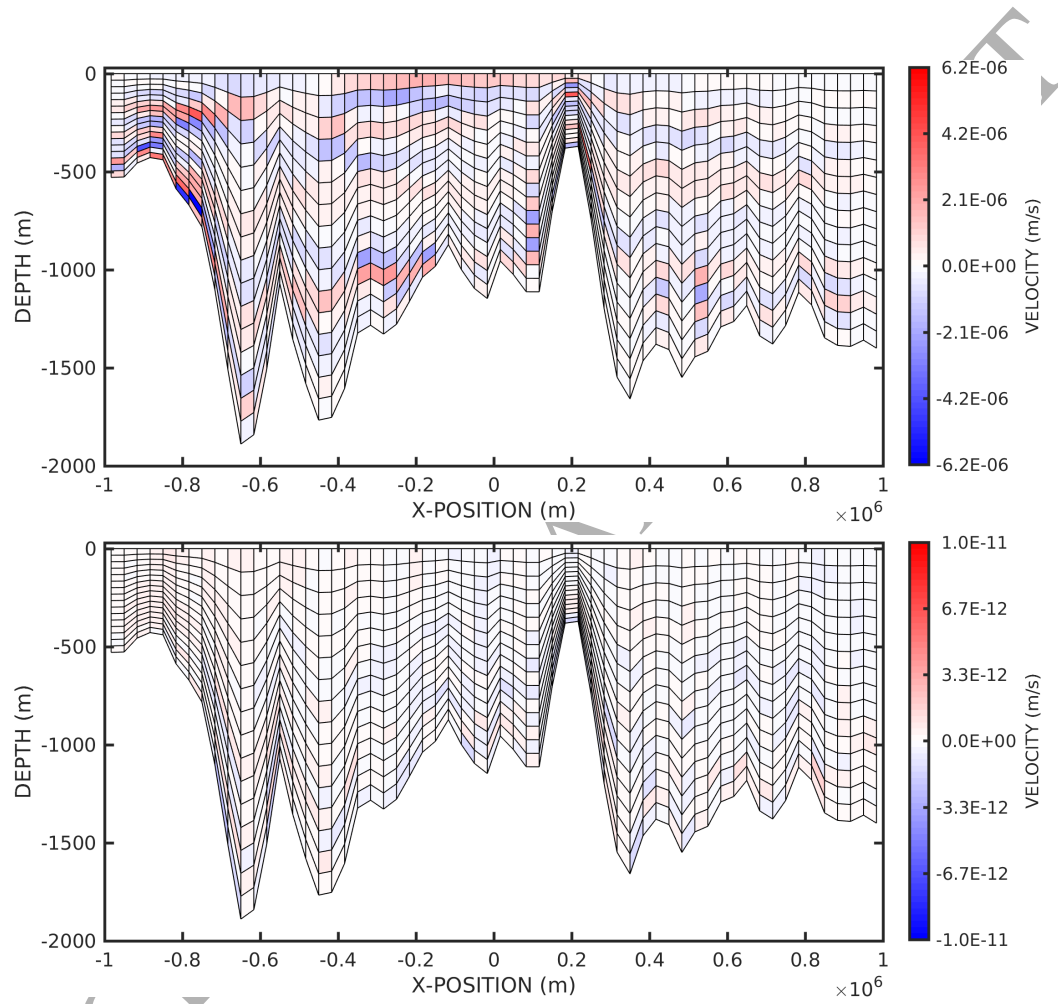 0
-500
-1000
-1500
-2000
DEPTH (m)
-1 -0.8 -0.6 -0.4 -0.2 0 0.2 0.4 0.6 0.8 1
X-POSITION (m)
×10⁶
6.2E-06
4.2E-06
2.1E-06
0.0E+00
-2.1E-06
-4.2E-06
-6.2E-06
VELOCITY (m/s)
0
-500
-1000
-1500
-2000
DEPTH (m)
-1 -0.8 -0.6 -0.4 -0.2 0 0.2 0.4 0.6 0.8 1
X-POSITION (m)
×10⁶
1.0E-11
6.7E-12
3.3E-12
0.0E+00
-3.3E-12
-6.7E-12
-1.0E-11
VELOCITY (m/s)